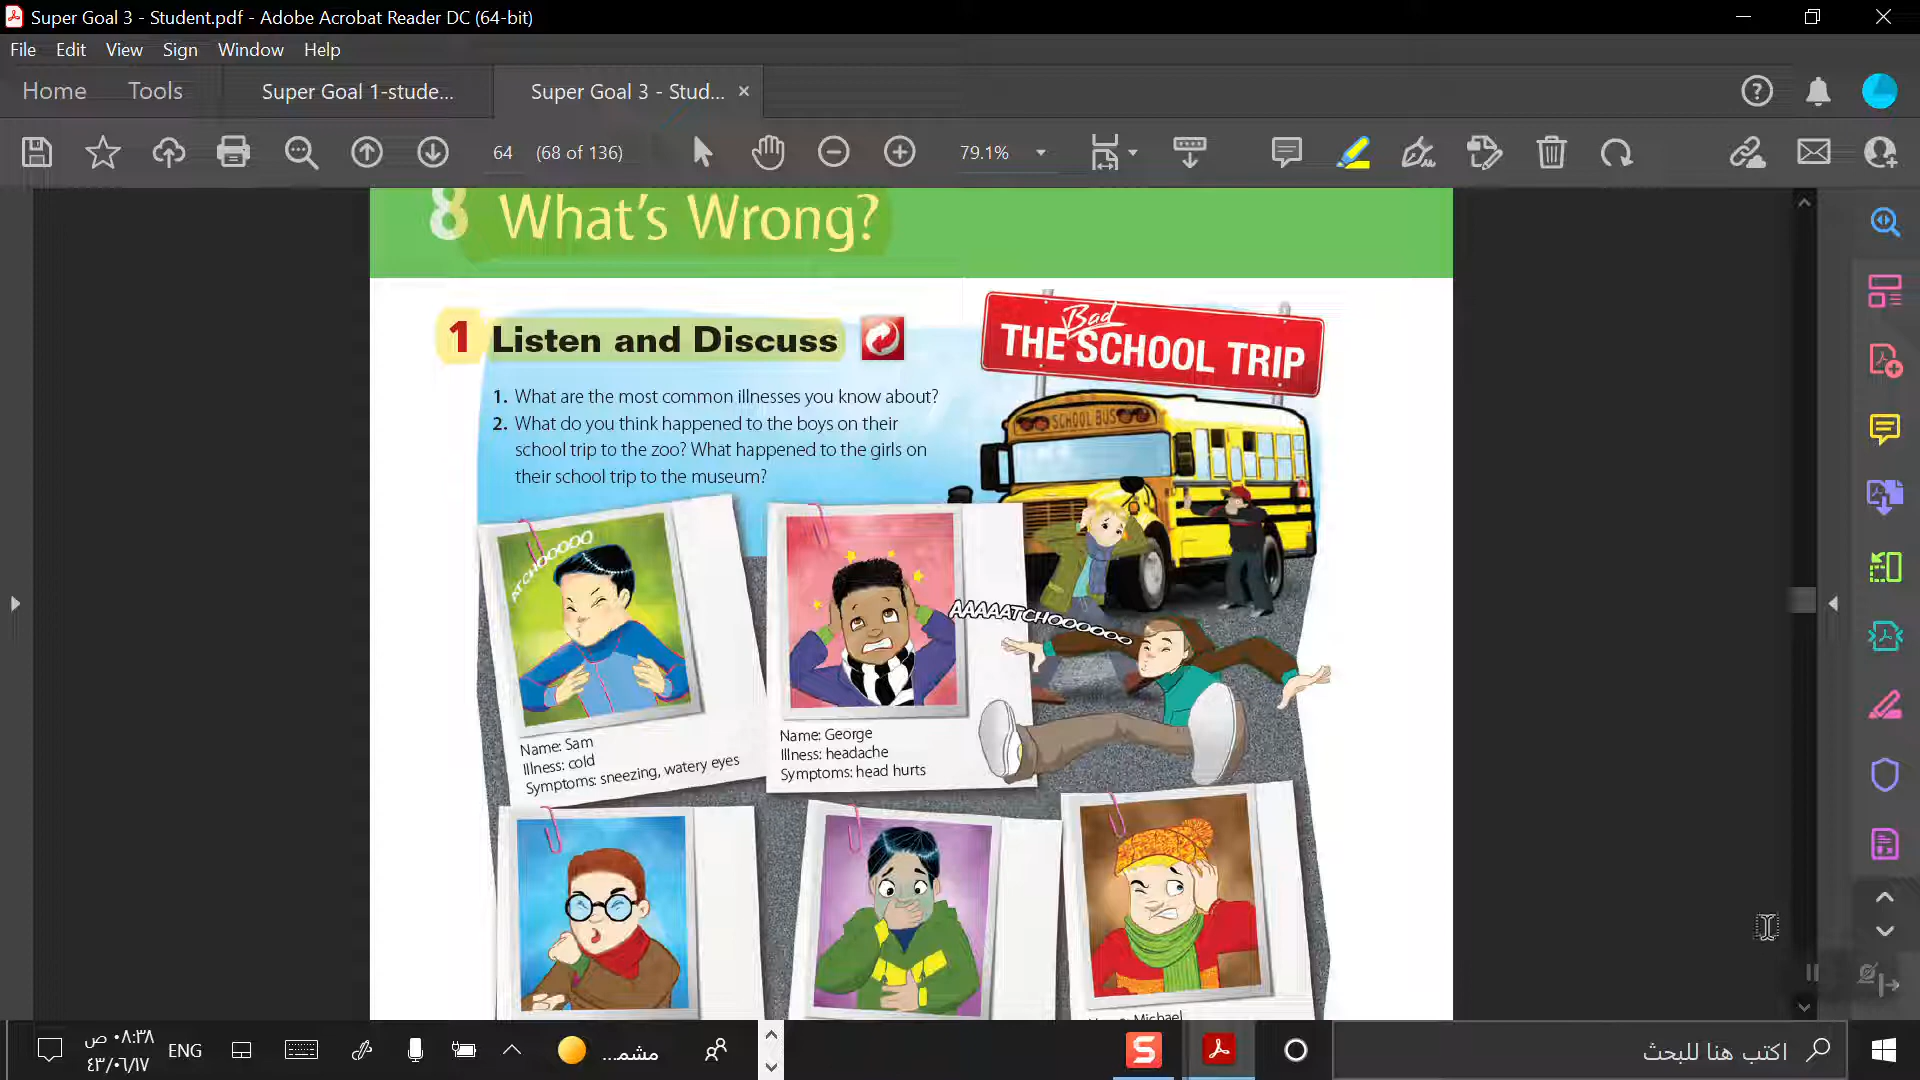 Super Goal 3 - Student.pdf - Adobe Acrobat Reader DC (64-bit)
File Edit View Sign Window Help
Home Tools Super Goal 1-stude... Super Goal 3 - Stud... ×
64 (68 of 136) 79.1%
8 What's Wrong?
1 Listen and Discuss
Bad
THE SCHOOL TRIP
1. What are the most common illnesses you know about?
2. What do you think happened to the boys on their
school trip to the zoo? What happened to the girls on
their school trip to the museum?
SCHOOL BUS
ATCHOOOOO
AAAAATCHOOOOOOO
Name: Sam
Illness: cold
Symptoms: sneezing, watery eyes
Name: George
Illness: headache
Symptoms: head hurts
Michael
٠٨:٣٨ ص
٤٣/٠٦/١٧
ENG
مشمـ...
اكتب هنا للبحث